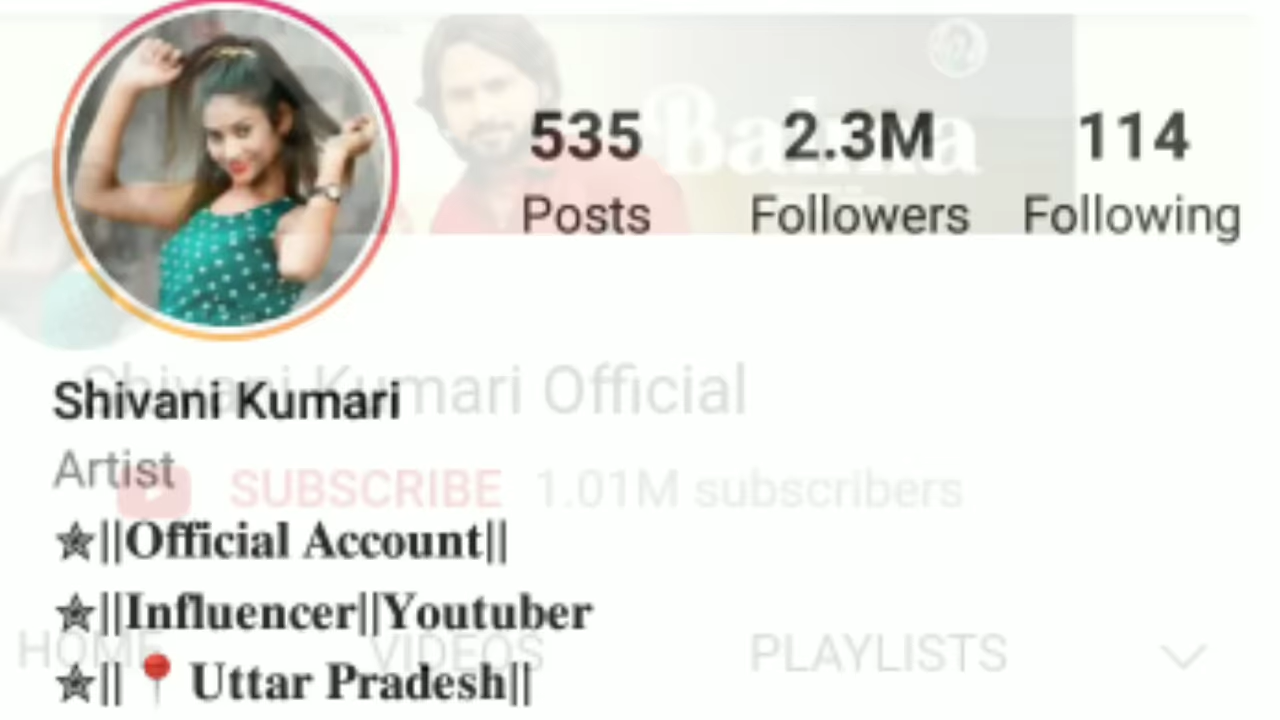 535 2.3M 114
Posts Followers Following
Shivani Kumari
Shivani Kumari Official
Artist
SUBSCRIBE 1.01M subscribers
✯||Official Account||
✯||Influencer||Youtuber
HOME VIDEOS PLAYLISTS
✯||📍Uttar Pradesh||